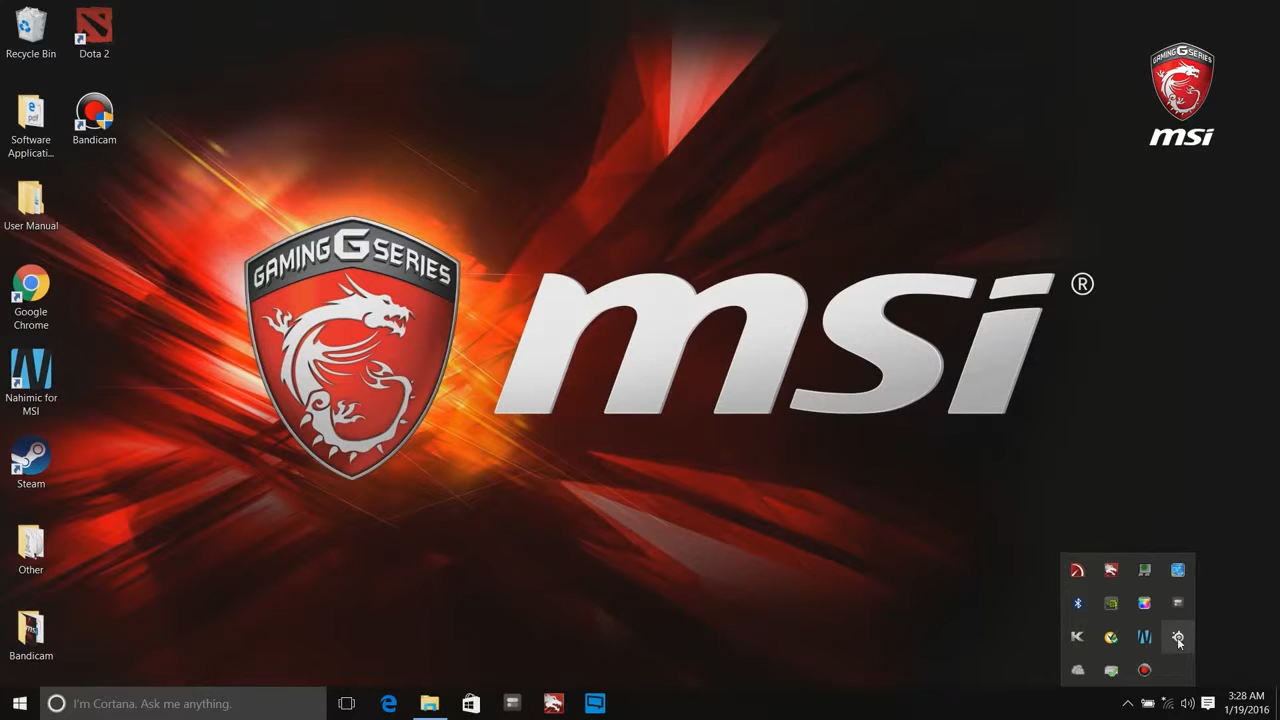 Recycle Bin
Dota 2
Software
Applicati...
Bandicam
User Manual
Google
Chrome
Nahimic for
MSI
Steam
Other
Bandicam
GAMING G SERIES
msi
®
GAMING G SERIES
msi
I'm Cortana. Ask me anything.
3:28 AM
1/19/2016